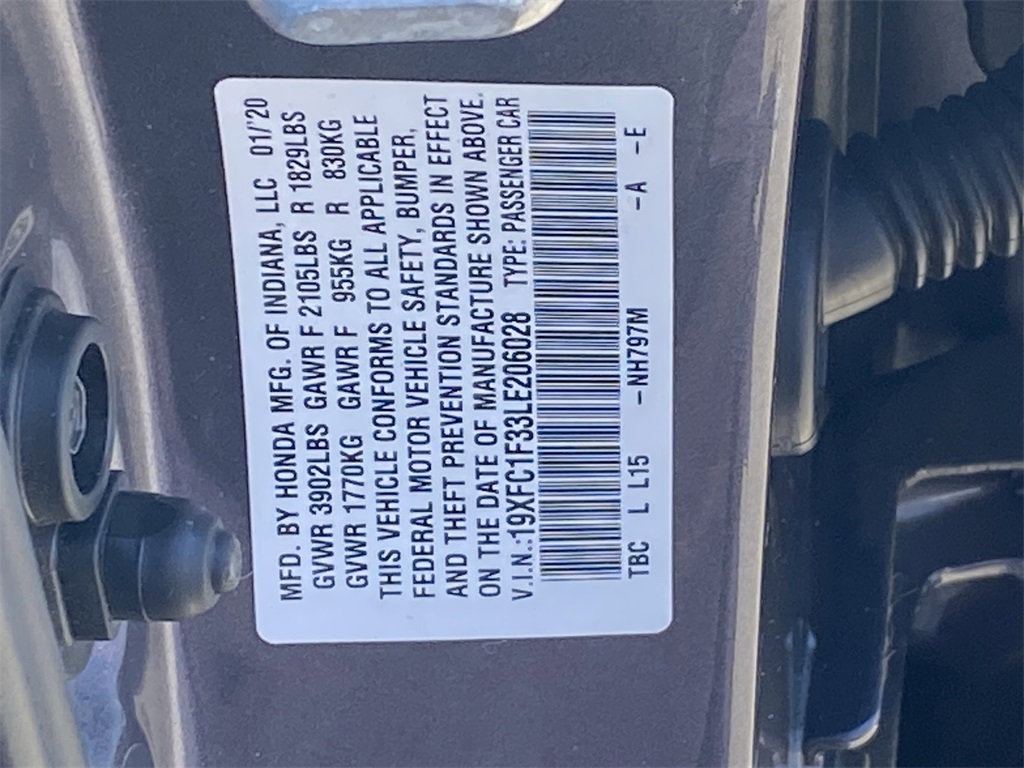 MFD. BY HONDA MFG. OF INDIANA, LLC 01/'20
GVWR 3902LBS GAWR F 2105LBS R 1829LBS
GVWR 1770KG GAWR F 955KG R 830KG
THIS VEHICLE CONFORMS TO ALL APPLICABLE
FEDERAL MOTOR VEHICLE SAFETY, BUMPER,
AND THEFT PREVENTION STANDARDS IN EFFECT
ON THE DATE OF MANUFACTURE SHOWN ABOVE.
V.I.N.:19XFC1F33LE206028 TYPE: PASSENGER CAR
TBC L L15 -NH797M -A -E